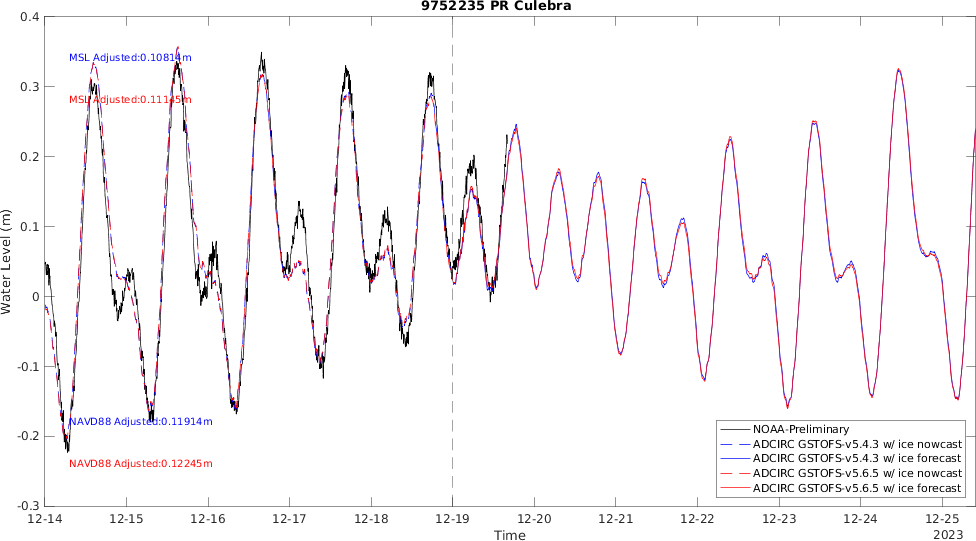 9752235 PR Culebra
0.4
0.3
0.2
0.1
0
-0.1
-0.2
-0.3
Water Level (m)
MSL Adjusted:0.10814m
MSL Adjusted:0.11145m
NAVD88 Adjusted:0.11914m
NAVD88 Adjusted:0.12245m
NOAA-Preliminary
ADCIRC GSTOFS-v5.4.3 w/ ice nowcast
ADCIRC GSTOFS-v5.4.3 w/ ice forecast
ADCIRC GSTOFS-v5.6.5 w/ ice nowcast
ADCIRC GSTOFS-v5.6.5 w/ ice forecast
12-14 12-15 12-16 12-17 12-18 12-19 12-20 12-21 12-22 12-23 12-24 12-25
Time
2023